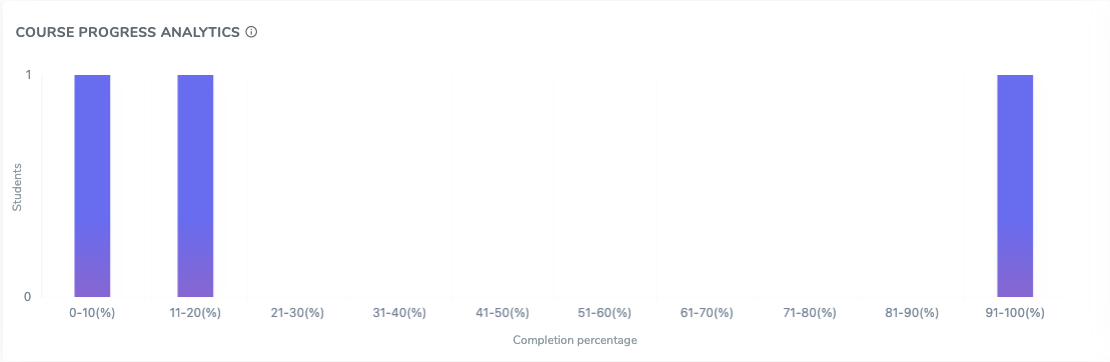 COURSE PROGRESS ANALYTICS
1
Students
0
0-10(%) 11-20(%) 21-30(%) 31-40(%) 41-50(%) 51-60(%) 61-70(%) 71-80(%) 81-90(%) 91-100(%)
Completion percentage